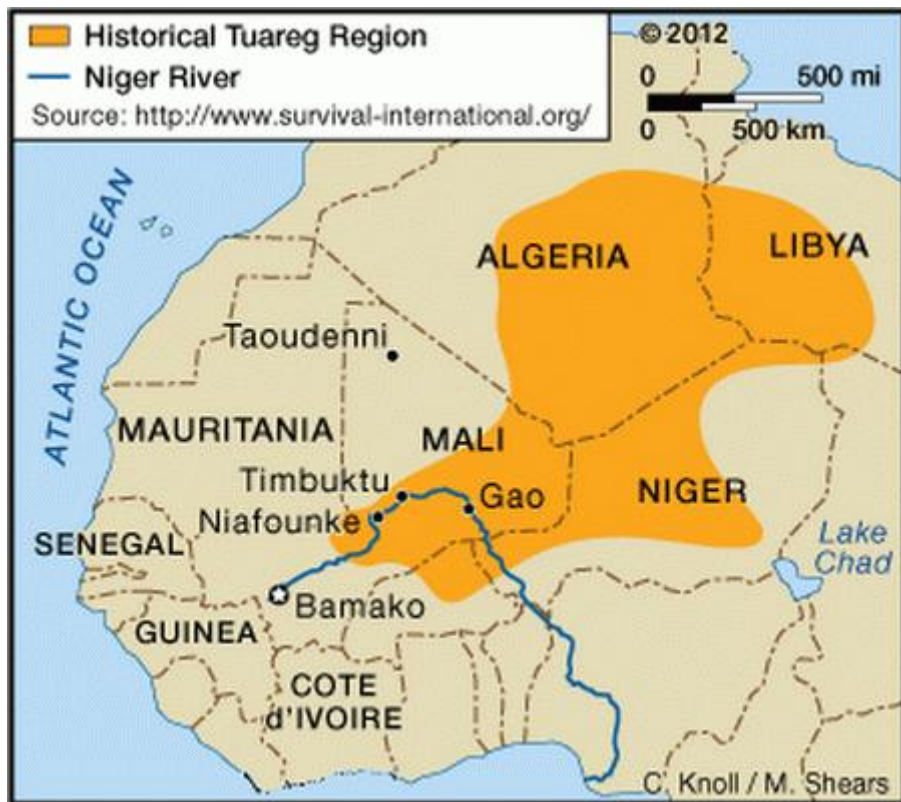 Historical Tuareg Region
Niger River
Source: http://www.survival-international.org/
© 2012
0 500 mi
0 500 km
ATLANTIC OCEAN
ALGERIA
LIBYA
Taoudenni
MAURITANIA
MALI
Timbuktu
Gao
NIGER
Niafounke
SENEGAL
Lake
Chad
Bamako
GUINEA
COTE
d'IVOIRE
C. Knoll / M. Shears